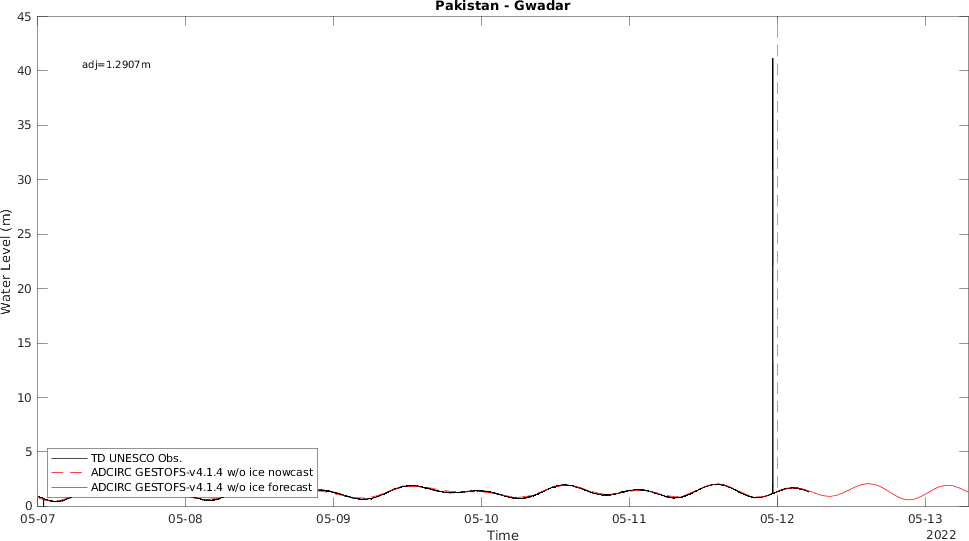 Pakistan - Gwadar
45
40
35
30
25
20
15
10
5
0
Water Level (m)
adj=1.2907m
TD UNESCO Obs.
ADCIRC GESTOFS-v4.1.4 w/o ice nowcast
ADCIRC GESTOFS-v4.1.4 w/o ice forecast
05-07 05-08 05-09 05-10 05-11 05-12 05-13
Time
2022